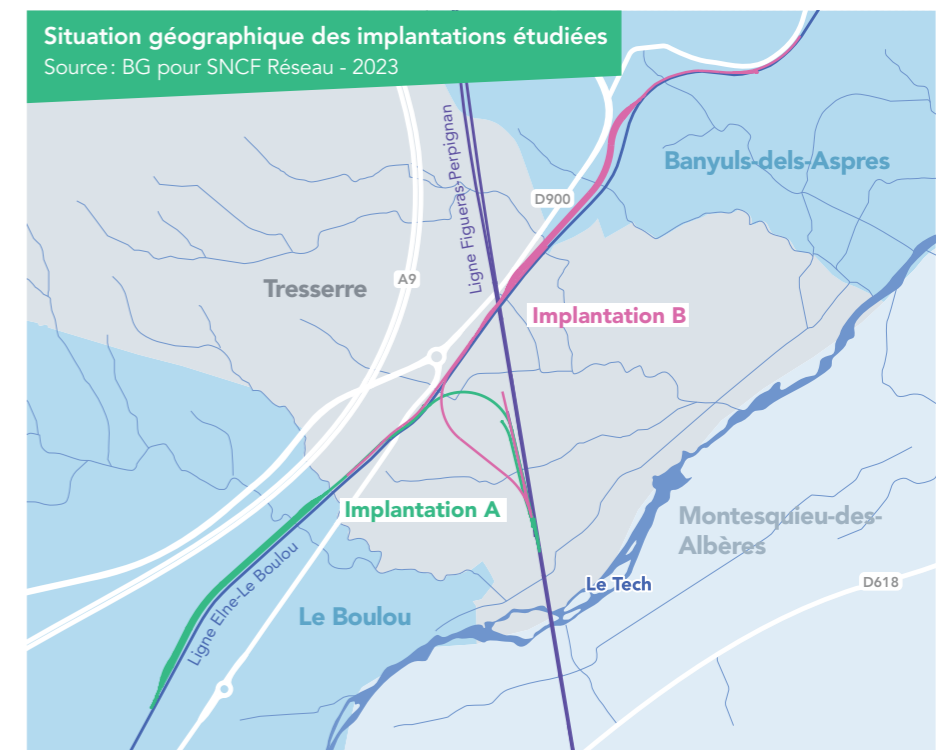 Situation géographique des implantations étudiées
Source : BG pour SNCF Réseau - 2023
Ligne Figueras-Perpignan
Banyuls-dels-Aspres
D900
A9
Tresserre
Implantation B
Implantation A
Montesquieu-des-
Albères
Le Tech
D618
Ligne Elne-Le Boulou
Le Boulou